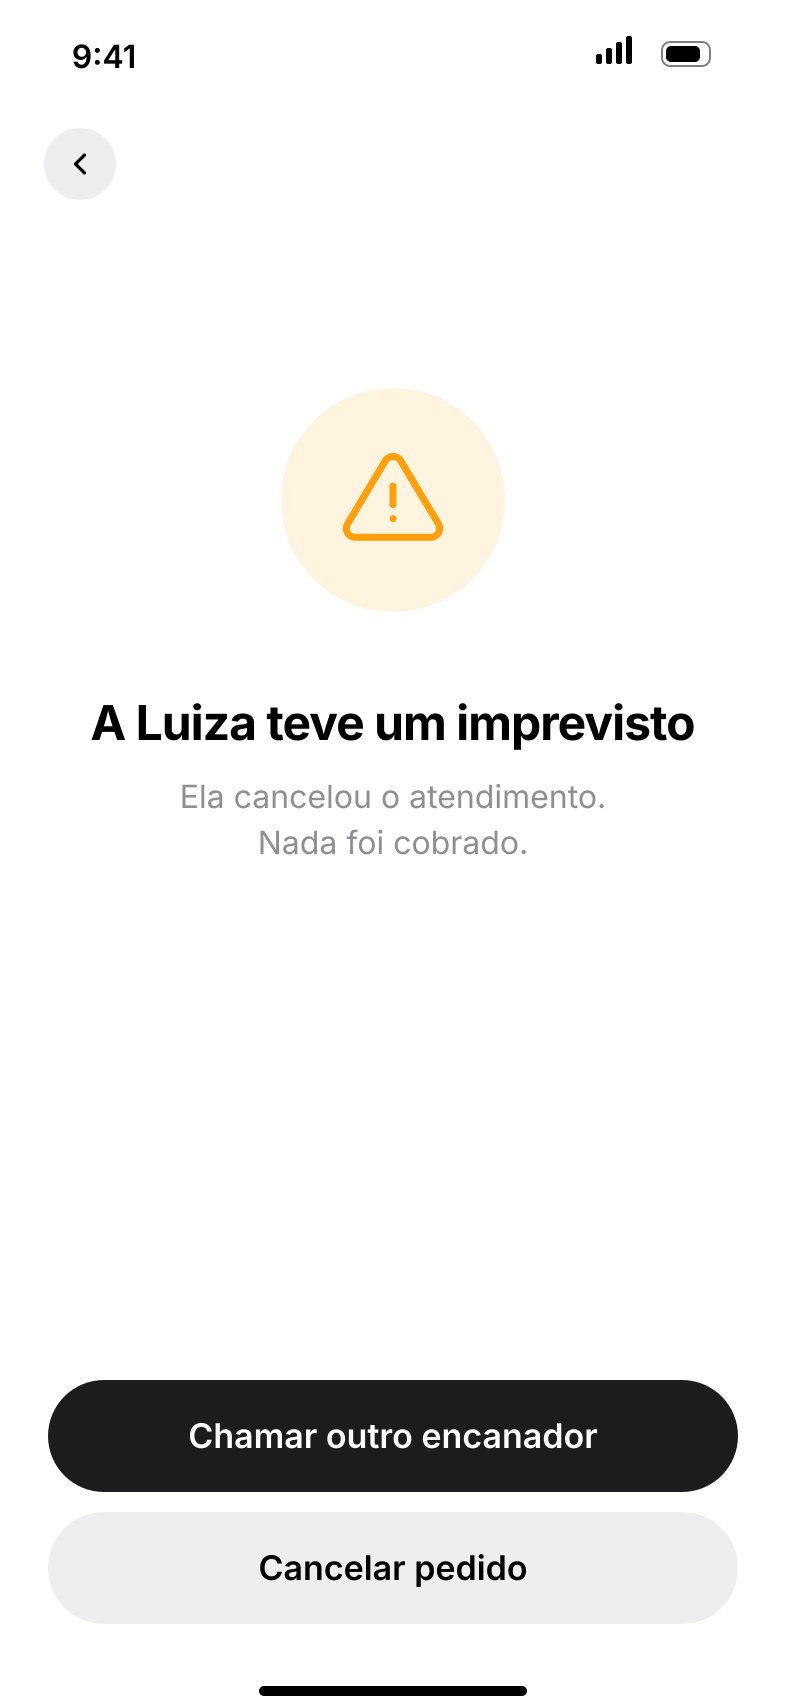 9:41
A Luiza teve um imprevisto
Ela cancelou o atendimento.
Nada foi cobrado.
Chamar outro encanador
Cancelar pedido